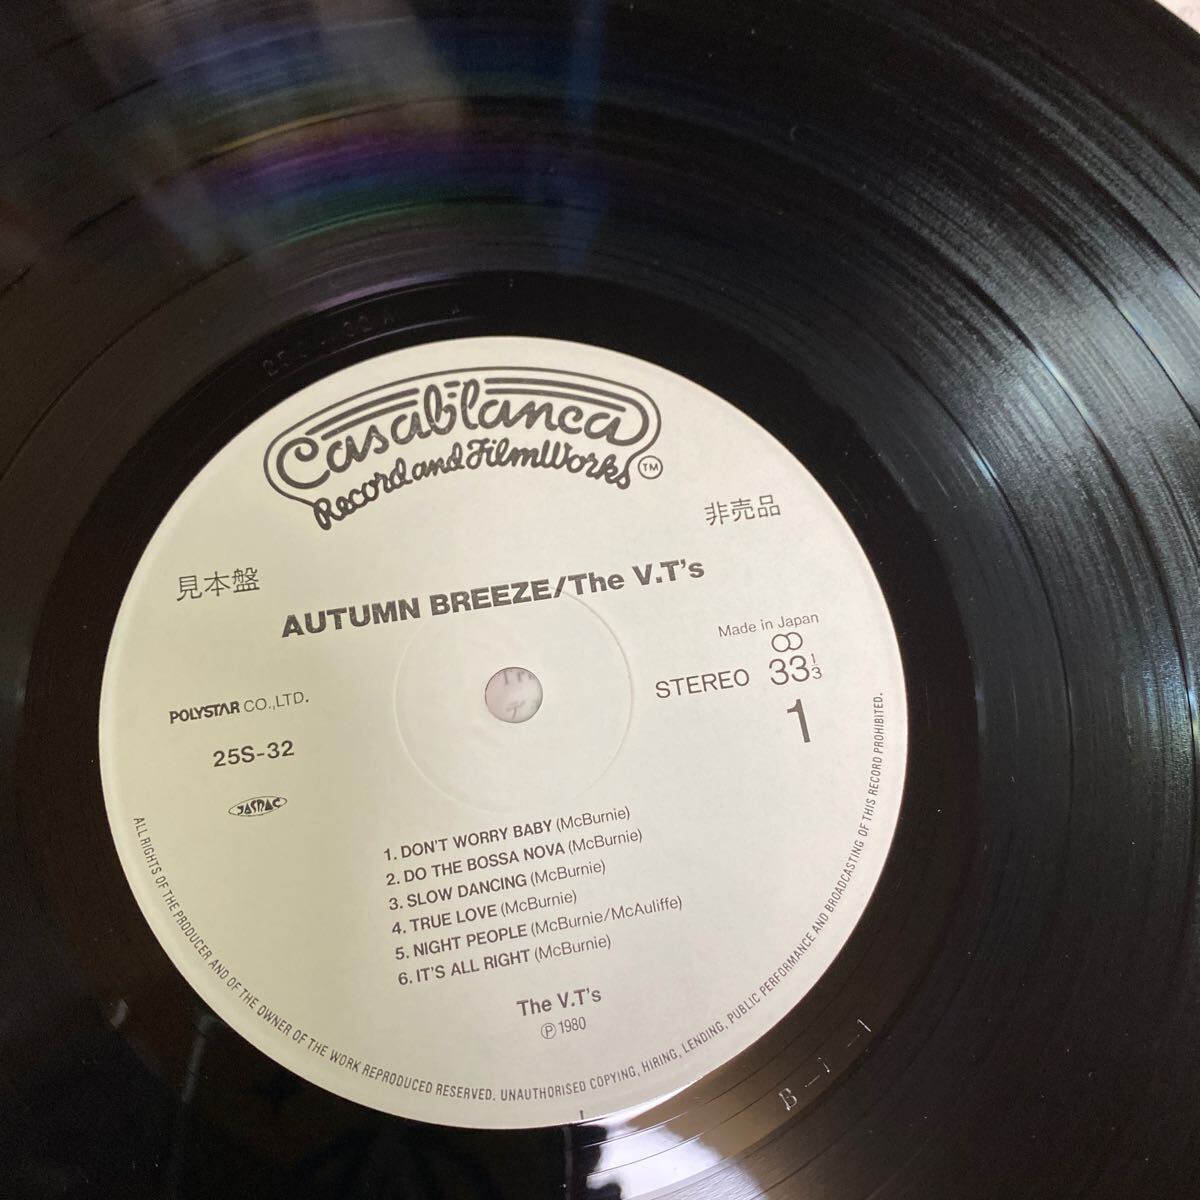 Casablanca
Record and FilmWorks TM
非売品
見本盤
AUTUMN BREEZE/The V.T's
Made in Japan
STEREO 33 1/3
1
POLYSTAR CO.,LTD.
25S-32
JASRAC
1. DON'T WORRY BABY (McBurnie)
2. DO THE BOSSA NOVA (McBurnie)
3. SLOW DANCING (McBurnie)
4. TRUE LOVE (McBurnie)
5. NIGHT PEOPLE (McBurnie/McAuliffe)
6. IT'S ALL RIGHT (McBurnie)
The V.T's
Ⓟ 1980
ALL RIGHTS OF THE PRODUCER AND OF THE OWNER OF THE WORK REPRODUCED RESERVED. UNAUTHORISED COPYING, HIRING, LENDING, PUBLIC PERFORMANCE AND BROADCASTING OF THIS RECORD PROHIBITED.
B-1-1